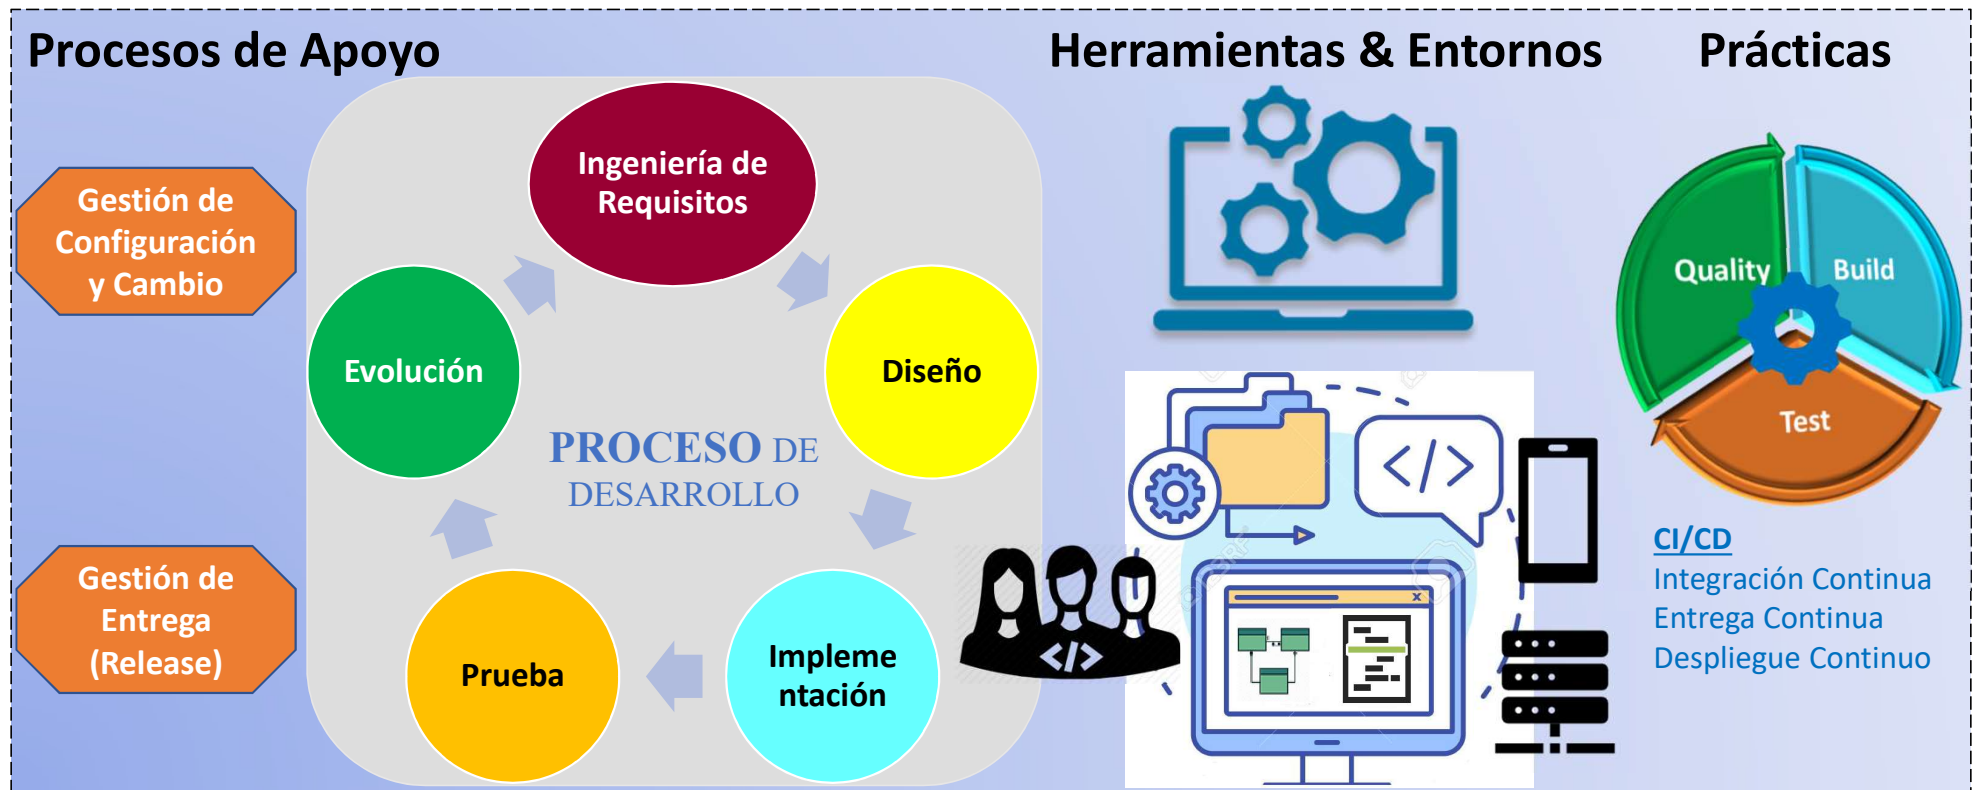 Procesos de Apoyo
Herramientas & Entornos
Prácticas
Gestión de
Configuración
y Cambio
Gestión de
Entrega
(Release)
Ingeniería de
Requisitos
Diseño
Impleme
ntación
Prueba
Evolución
PROCESO DE
DESARROLLO
</>
</>
x
Quality
Build
Test
CI/CD
Integración Continua
Entrega Continua
Despliegue Continuo